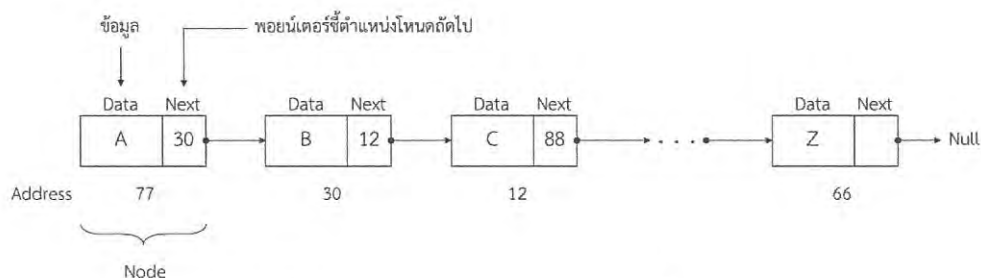 ข้อมูล พอยน์เตอร์ชี้ตำแหน่งโหนดถัดไป
Data Next Data Next Data Next Data Next
A 30 B 12 C 88 . . . Z Null
Address 77 30 12 66
Node